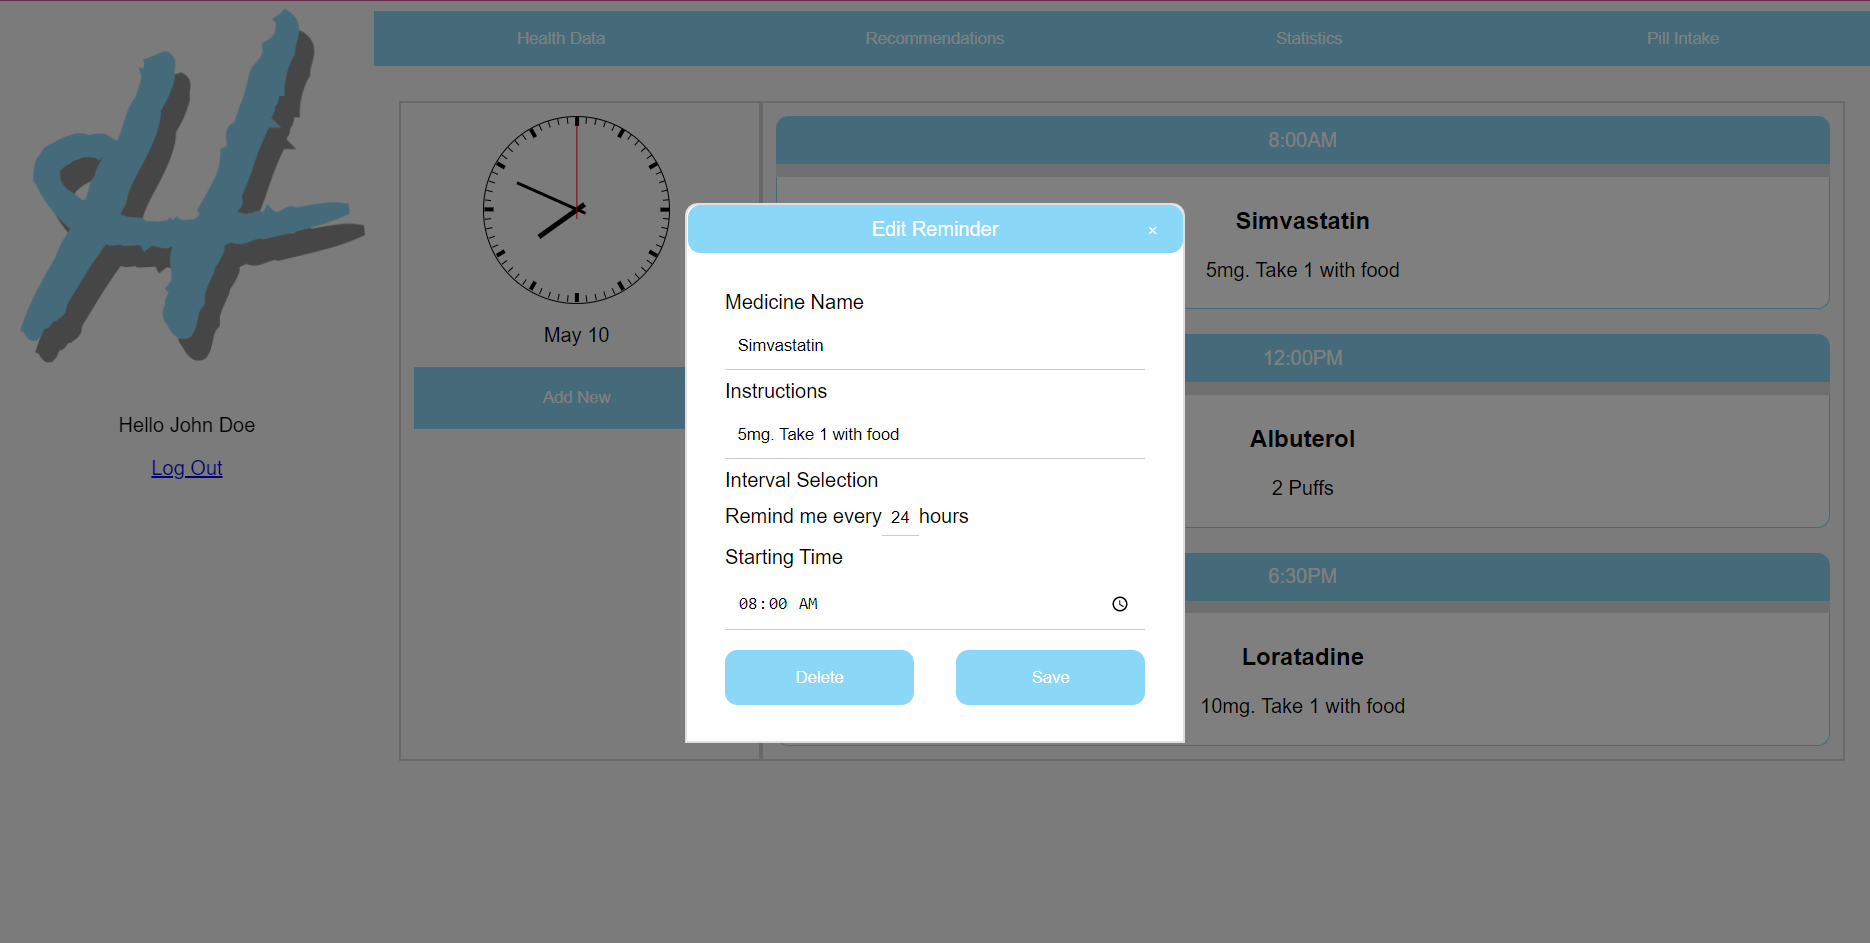 Health Data
Recommendations
Statistics
Pill Intake
Hello John Doe
Log Out
May 10
Add New
8:00AM
Simvastatin
5mg. Take 1 with food
12:00PM
Albuterol
2 Puffs
6:30PM
Loratadine
10mg. Take 1 with food
Edit Reminder
×
Medicine Name
Simvastatin
Instructions
5mg. Take 1 with food
Interval Selection
Remind me every 24 hours
Starting Time
08:00 AM
Delete
Save